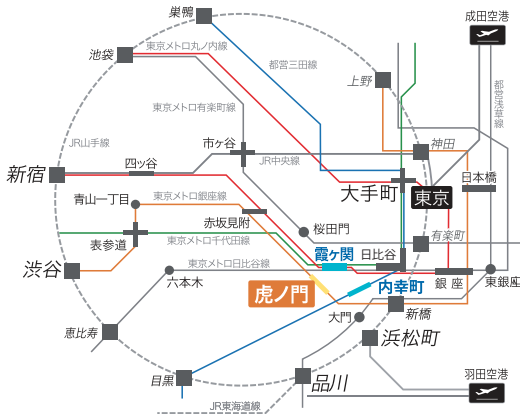 巣鴨
成田空港
池袋
東京メトロ丸ノ内線
都営三田線
上野
都営浅草線
東京メトロ有楽町線
JR山手線
市ヶ谷
神田
JR中央線
四ッ谷
新宿
大手町
日本橋
東京
青山一丁目
東京メトロ銀座線
赤坂見附
桜田門
有楽町
表参道
東京メトロ千代田線
霞ヶ関
日比谷
渋谷
東京メトロ日比谷線
六本木
虎ノ門
内幸町
銀座
東銀座
新橋
大門
恵比寿
浜松町
目黒
品川
羽田空港
JR東海道線